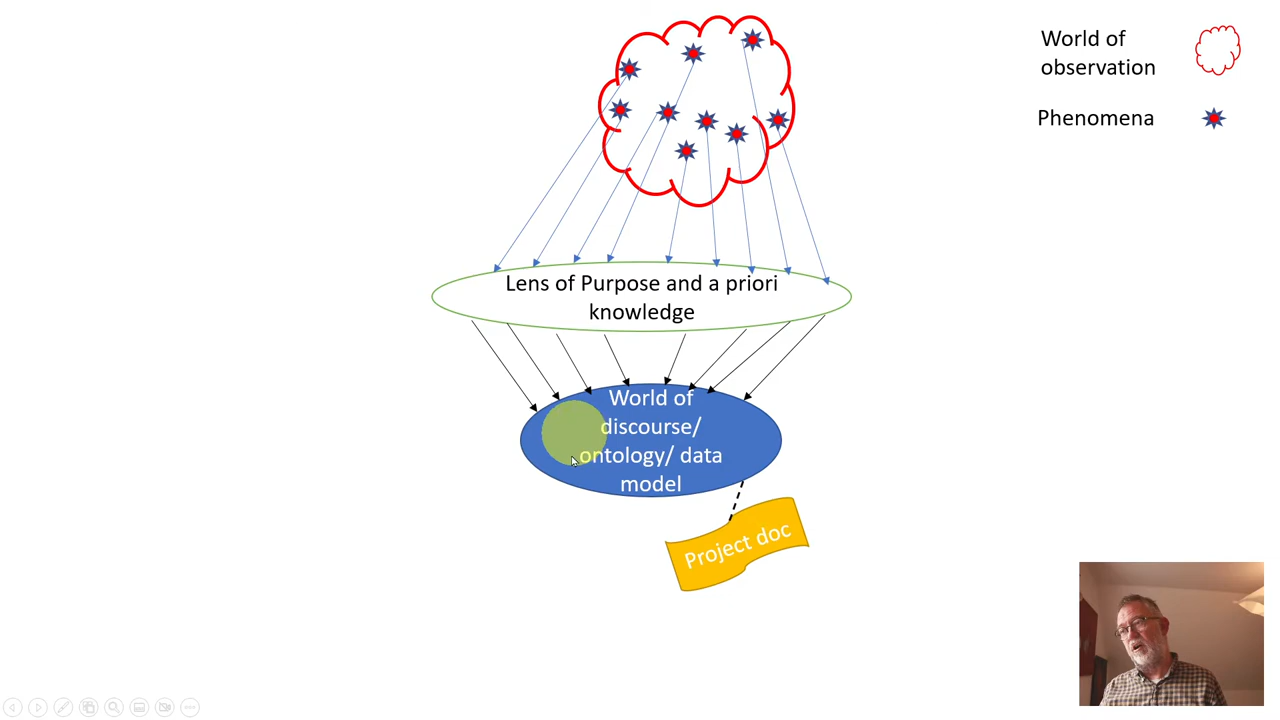 World of
observation
Phenomena
Lens of Purpose and a priori
knowledge
World of
discourse/
ontology/ data
model
Project doc